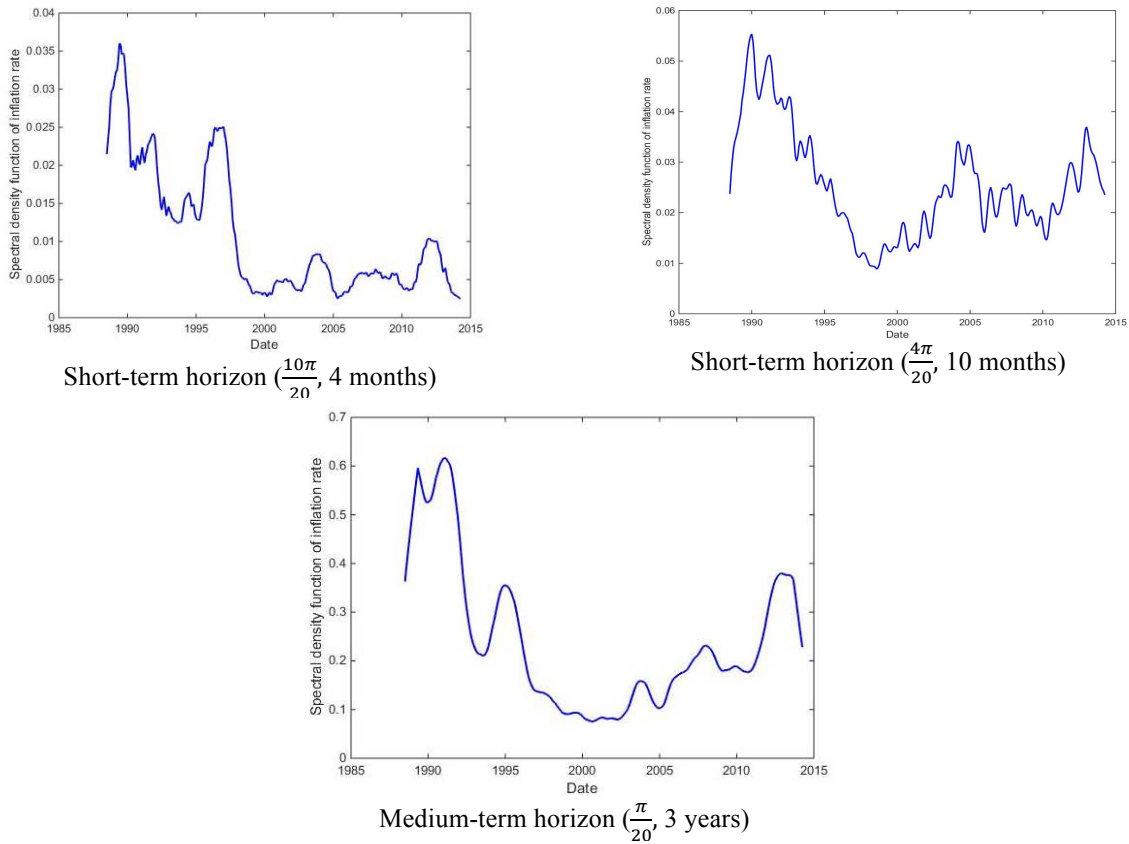 0.04
0.035
0.03
0.025
0.02
0.015
0.01
0.005
0
1985 1990 1995 2000 2005 2010 2015
Spectral density function of inflation rate
Date
Short-term horizon (10π/20, 4 months)
0.06
0.05
0.04
0.03
0.02
0.01
0
1985 1990 1995 2000 2005 2010 2015
Spectral density function of inflation rate
Date
Short-term horizon (4π/20, 10 months)
0.7
0.6
0.5
0.4
0.3
0.2
0.1
0
1985 1990 1995 2000 2005 2010 2015
Spectral density function of inflation rate
Date
Medium-term horizon (π/20, 3 years)